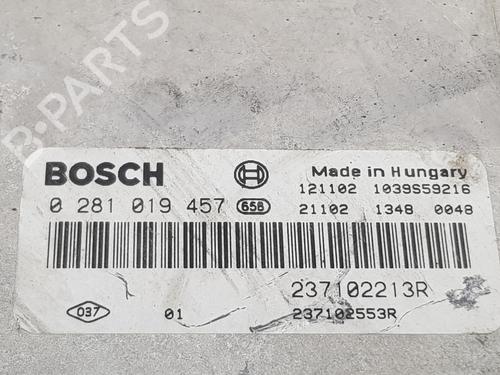 B-PARTS
BOSCH
Made in Hungary
121102 1039S59216
0 281 019 457 658
21102 1348 0048
237102213R
037 01 237102553R